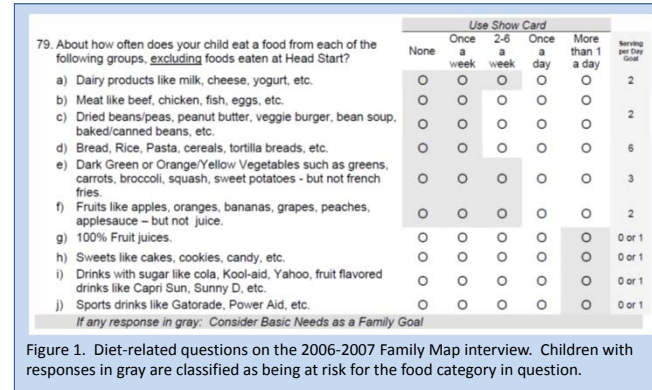 Use Show Card
79. About how often does your child eat a food from each of the following groups, excluding foods eaten at Head Start?
None
Once a week
2-6 a week
Once a day
More than 1 a day
Serving per Day Goal
a) Dairy products like milk, cheese, yogurt, etc. 2
b) Meat like beef, chicken, fish, eggs, etc.
c) Dried beans/peas, peanut butter, veggie burger, bean soup,
baked/canned beans, etc.
2
d) Bread, Rice, Pasta, cereals, tortilla breads, etc. 6
e) Dark Green or Orange/Yellow Vegetables such as greens,
carrots, broccoli, squash, sweet potatoes - but not french
fries.
3
f) Fruits like apples, oranges, bananas, grapes, peaches,
applesauce – but not juice.
2
g) 100% Fruit juices. 0 or 1
h) Sweets like cakes, cookies, candy, etc. 0 or 1
i) Drinks with sugar like cola, Kool-aid, Yahoo, fruit flavored
drinks like Capri Sun, Sunny D, etc.
0 or 1
j) Sports drinks like Gatorade, Power Aid, etc. 0 or 1
If any response in gray: Consider Basic Needs as a Family Goal
Figure 1. Diet-related questions on the 2006-2007 Family Map interview. Children with
responses in gray are classified as being at risk for the food category in question.